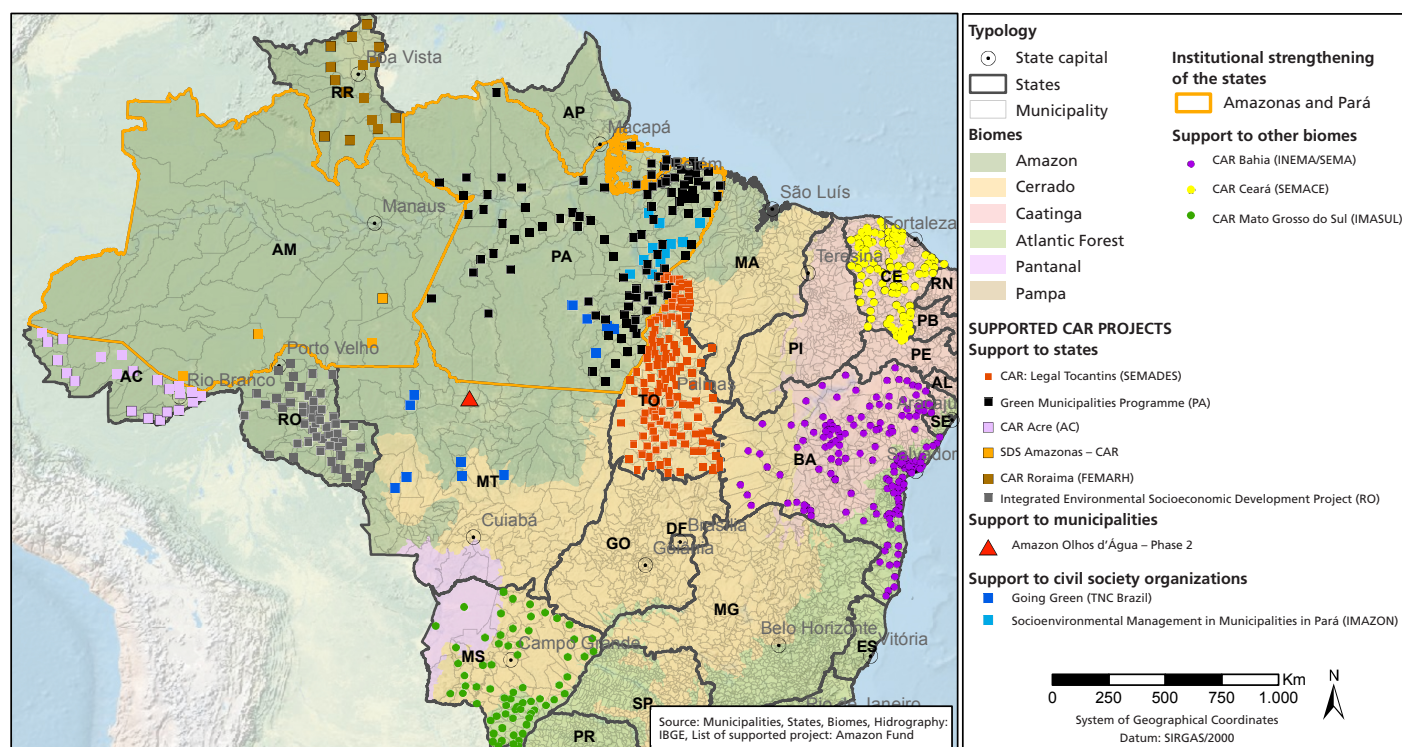 Boa Vista
RR
AP
Macapá
Belém
São Luís
Manaus
Fortaleza
AM
PA
MA
Teresina
CE
RN
PB
PI
PE
Porto Velho
AC
Rio Branco
Palmas
TO
AL
Aracaju
SE
RO
BA
Salvador
MT
Cuiabá
DF
Brasília
GO
Goiânia
MG
Belo Horizonte
Vitória
ES
Campo Grande
MS
SP
Rio de Janeiro
PR
Source: Municipalities, States, Biomes, Hidrography:
IBGE, List of supported project: Amazon Fund
Typology
State capital
States
Municipality
Biomes
Amazon
Cerrado
Caatinga
Atlantic Forest
Pantanal
Pampa
Institutional strengthening
of the states
Amazonas and Pará
Support to other biomes
CAR Bahia (INEMA/SEMA)
CAR Ceará (SEMACE)
CAR Mato Grosso do Sul (IMASUL)
SUPPORTED CAR PROJECTS
Support to states
CAR: Legal Tocantins (SEMADES)
Green Municipalities Programme (PA)
CAR Acre (AC)
SDS Amazonas – CAR
CAR Roraima (FEMARH)
Integrated Environmental Socioeconomic Development Project (RO)
Support to municipalities
Amazon Olhos d’Água – Phase 2
Support to civil society organizations
Going Green (TNC Brazil)
Socioenvironmental Management in Municipalities in Pará (IMAZON)
Km
0 250 500 750 1.000
N
System of Geographical Coordinates
Datum: SIRGAS/2000